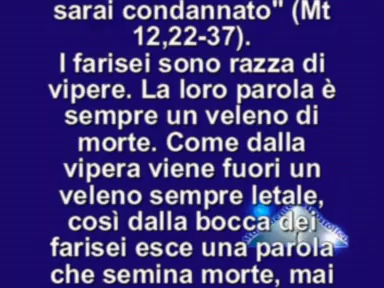 sarai condannato" (Mt
12,22-37).
I farisei sono razza di
vipere. La loro parola è
sempre un veleno di
morte. Come dalla
vipera viene fuori un
veleno sempre letale,
così dalla bocca dei
farisei esce una parola
che semina morte, mai